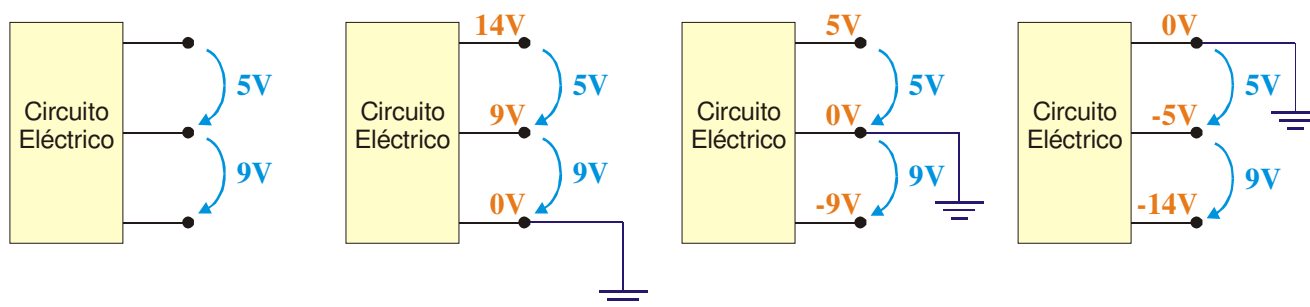 Circuito
Eléctrico
5V
9V
Circuito
Eléctrico
14V
9V
0V
5V
9V
Circuito
Eléctrico
5V
0V
-9V
5V
9V
Circuito
Eléctrico
0V
-5V
-14V
5V
9V